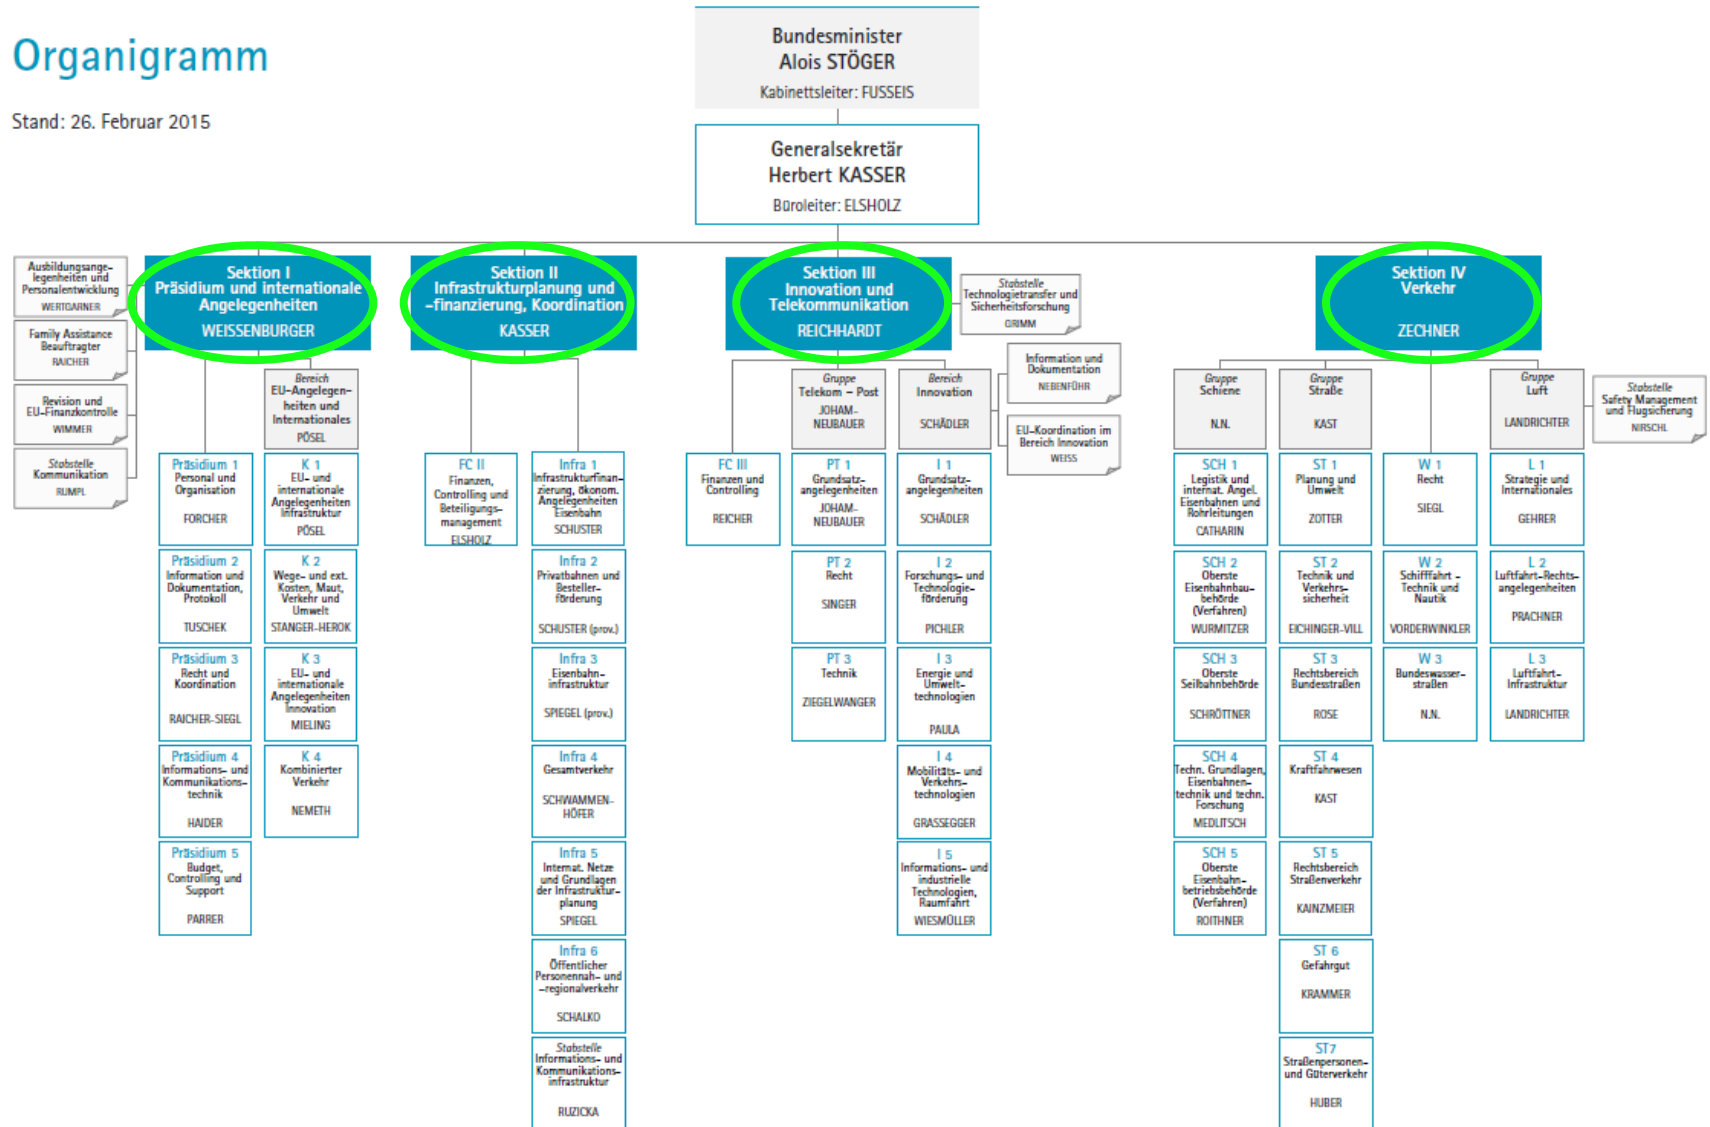 Organigramm
Stand: 26. Februar 2015
Bundesminister
Alois STÖGER
Kabinettsleiter: FUSSEIS
Generalsekretär
Herbert KASSER
Büroleiter: ELSHOLZ
Ausbildungsange-
legenheiten und
Personalentwicklung
WERTGARNER
Family Assistance
Beauftragter
RAICHER
Revision und
EU-Finanzkontrolle
WIMMER
Stabstelle
Kommunikation
RUMPL
Sektion I
Präsidium und internationale
Angelegenheiten
WEISSENBURGER
Bereich
EU-Angelegen-
heiten und
Internationales
PÖSEL
Präsidium 1
Personal und
Organisation
FORCHER
Präsidium 2
Information und
Dokumentation,
Protokoll
TUSCHEK
Präsidium 3
Recht und
Koordination
RAICHER-SIEGL
Präsidium 4
Informations- und
Kommunikations-
technik
HAIDER
Präsidium 5
Budget,
Controlling und
Support
PARRER
K 1
EU- und
internationale
Angelegenheiten
Infrastruktur
PÖSEL
K 2
Wege- und ext.
Kosten, Maut,
Verkehr und
Umwelt
STANGER-HEROK
K 3
EU- und
internationale
Angelegenheiten
Innovation
MIELING
K 4
Kombinierter
Verkehr
NEMETH
Sektion II
Infrastrukturplanung und
-finanzierung, Koordination
KASSER
FC II
Finanzen,
Controlling und
Beteiligungs-
management
ELSHOLZ
Infra 1
Infrastrukturfinan-
zierung, ökonom.
Angelegenheiten
Eisenbahn
SCHUSTER
Infra 2
Privatbahnen und
Besteller-
förderung
SCHUSTER (prov.)
Infra 3
Eisenbahn-
infrastruktur
SPIEGEL (prov.)
Infra 4
Gesamtverkehr
SCHWAMMEN-
HÖFER
Infra 5
Internat. Netze
und Grundlagen
der Infrastruktur-
planung
SPIEGEL
Infra 6
Öffentlicher
Personennah- und
-regionalverkehr
SCHALKO
Stabstelle
Informations- und
Kommunikations-
infrastruktur
RUZICKA
Sektion III
Innovation und
Telekommunikation
REICHHARDT
Stabstelle
Technologietransfer und
Sicherheitsforschung
GRIMM
Information und
Dokumentation
NEBENFÜHR
EU-Koordination im
Bereich Innovation
WEISS
Gruppe
Telekom – Post
JOHAM-
NEUBAUER
Bereich
Innovation
SCHÄDLER
FC III
Finanzen und
Controlling
REICHER
PT 1
Grundsatz-
angelegenheiten
JOHAM-
NEUBAUER
PT 2
Recht
SINGER
PT 3
Technik
ZIEGELWANGER
I 1
Grundsatz-
angelegenheiten
SCHÄDLER
I 2
Forschungs- und
Technologie-
förderung
PICHLER
I 3
Energie und
Umwelt-
technologien
PAULA
I 4
Mobilitäts- und
Verkehrs-
technologien
GRASSEGGER
I 5
Informations- und
industrielle
Technologien,
Raumfahrt
WIESMÜLLER
Sektion IV
Verkehr
ZECHNER
Gruppe
Schiene
N.N.
Gruppe
Straße
KAST
Gruppe
Luft
LANDRICHTER
Stabstelle
Safety Management
und Flugsicherung
NIRSCHL
SCH 1
Legistik und
internat. Angel.
Eisenbahnen und
Rohrleitungen
CATHARIN
SCH 2
Oberste
Eisenbahnbau-
behörde
(Verfahren)
WURMITZER
SCH 3
Oberste
Seilbahnbehörde
SCHRÖTTNER
SCH 4
Techn. Grundlagen,
Eisenbahnen-
technik und techn.
Forschung
MEDLITSCH
SCH 5
Oberste
Eisenbahn-
betriebsbehörde
(Verfahren)
ROITHNER
ST 1
Planung und
Umwelt
ZOTTER
ST 2
Technik und
Verkehrs-
sicherheit
EICHINGER-VILL
ST 3
Rechtsbereich
Bundesstraßen
ROSE
ST 4
Kraftfahrwesen
KAST
ST 5
Rechtsbereich
Straßenverkehr
KAINZMEIER
ST 6
Gefahrgut
KRAMMER
ST7
Straßenpersonen-
und Güterverkehr
HUBER
W 1
Recht
SIEGL
W 2
Schifffahrt -
Technik und
Nautik
VORDERWINKLER
W 3
Bundeswasser-
straßen
N.N.
L 1
Strategie und
Internationales
GEHRER
L 2
Luftfahrt-Rechts-
angelegenheiten
PRACHNER
L 3
Luftfahrt-
Infrastruktur
LANDRICHTER